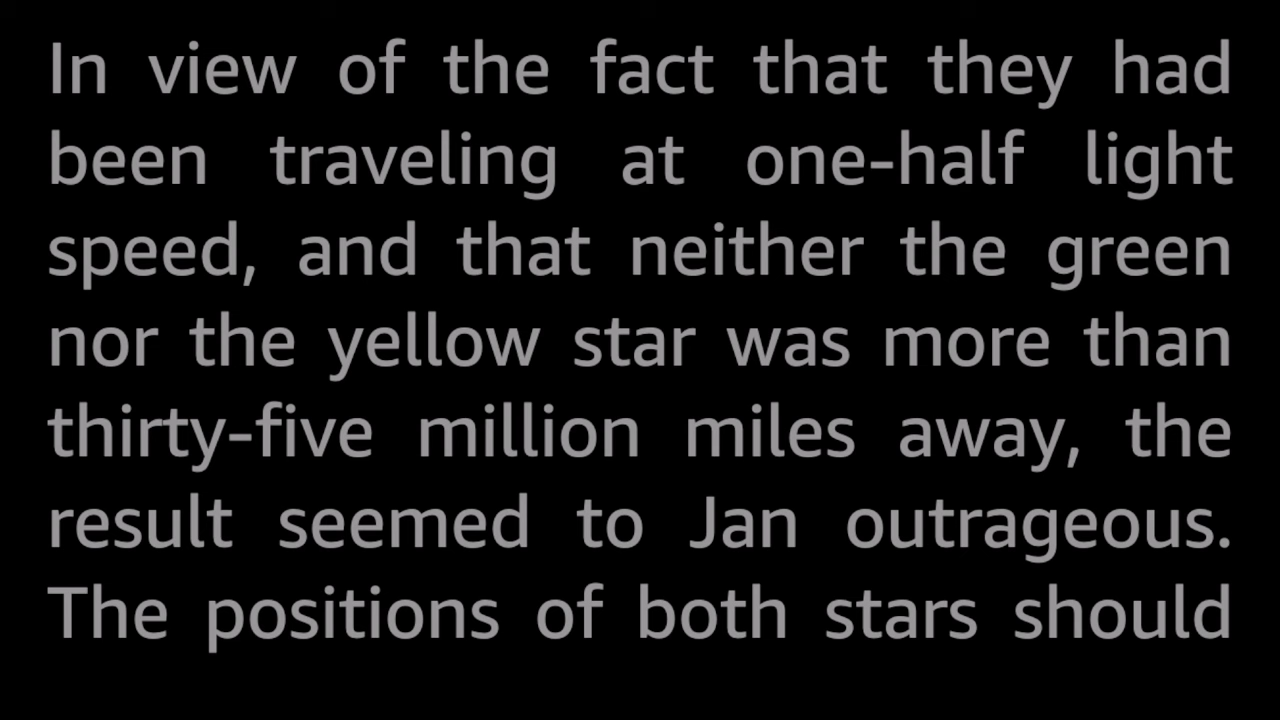 In view of the fact that they had
been traveling at one-half light
speed, and that neither the green
nor the yellow star was more than
thirty-five million miles away, the
result seemed to Jan outrageous.
The positions of both stars should